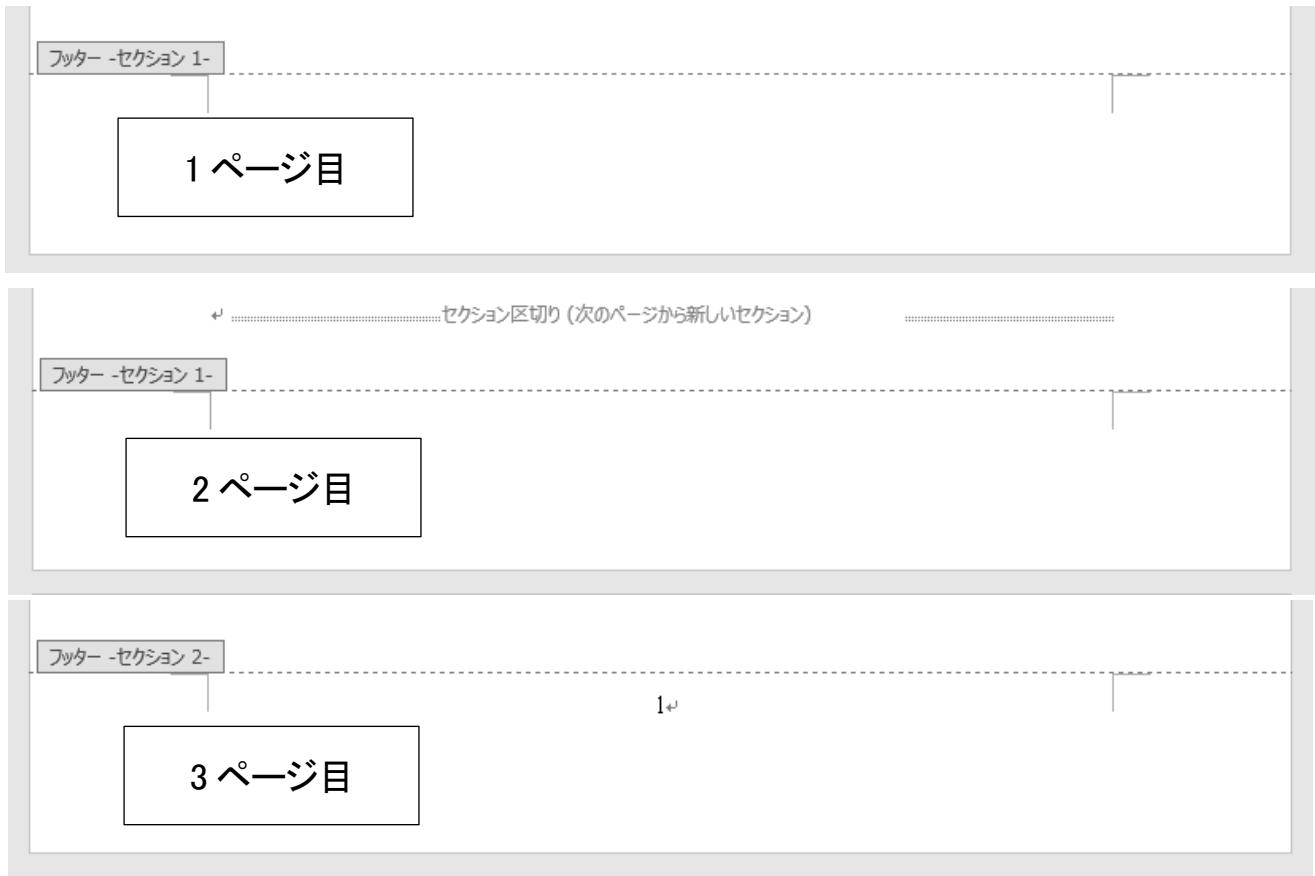 フッター -セクション 1-
1 ページ目
セクション区切り (次のページから新しいセクション)
フッター -セクション 1-
2 ページ目
フッター -セクション 2-
1
3 ページ目